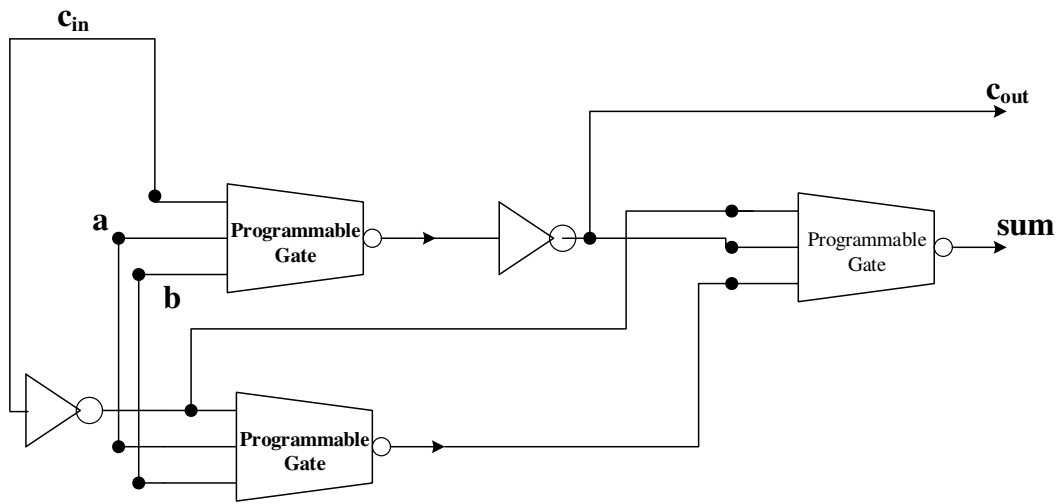 c_in
c_out
a
Programmable
Gate
Programmable
Gate
sum
b
Programmable
Gate